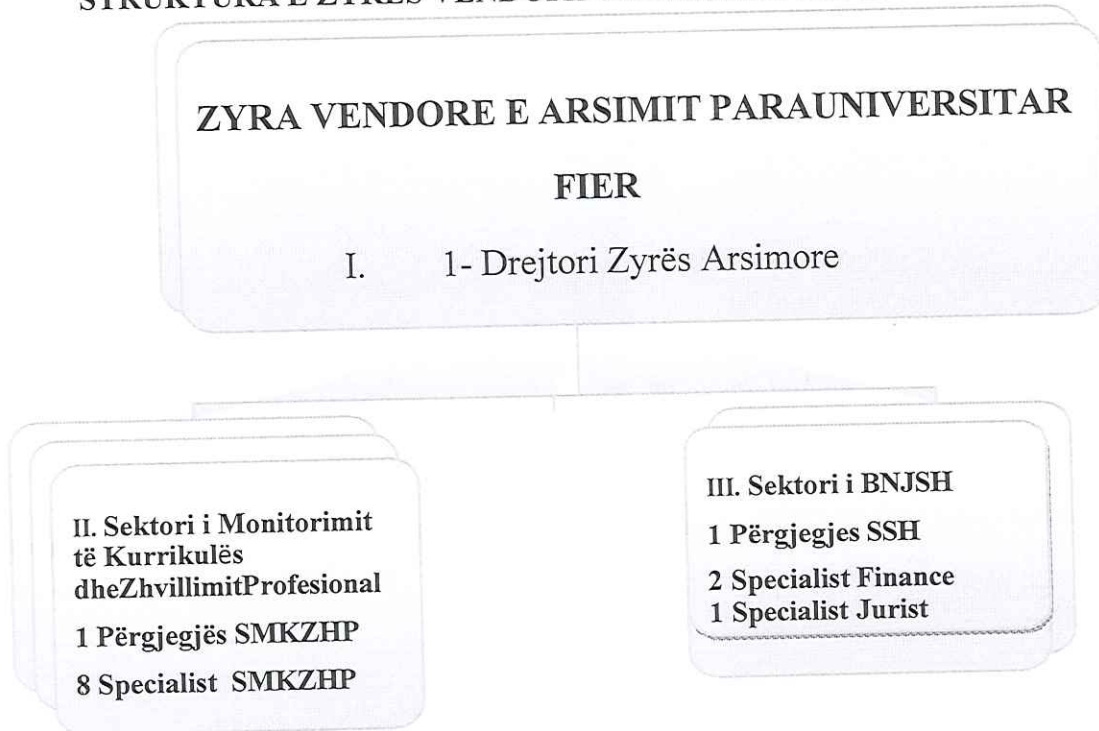 ZYRA VENDORE E ARSIMIT PARAUNIVERSITAR
FIER
I. 1- Drejtori Zyrës Arsimore
II. Sektori i Monitorimit
të Kurrikulës
dheZhvillimitProfesional
1 Përgjegjës SMKZHP
8 Specialist SMKZHP
III. Sektori i BNJSH
1 Përgjegjes SSH
2 Specialist Finance
1 Specialist Jurist